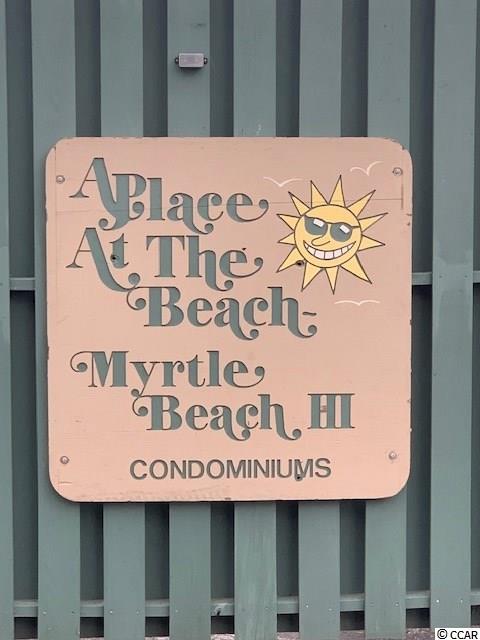 A Place
At The
Beach-
Myrtle
Beach III
CONDOMINIUMS
© CCAR